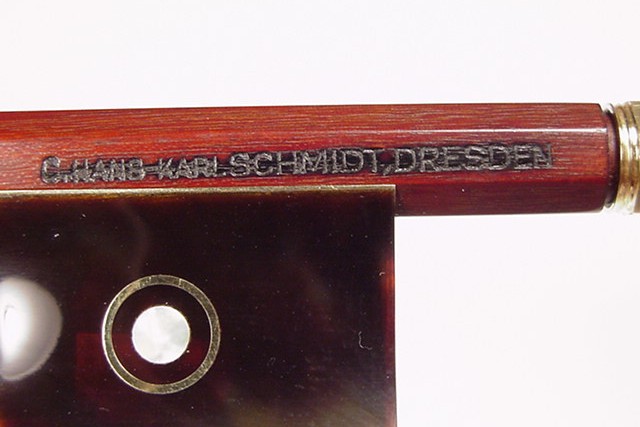 C. HANS KARL SCHMIDT, DRESDEN